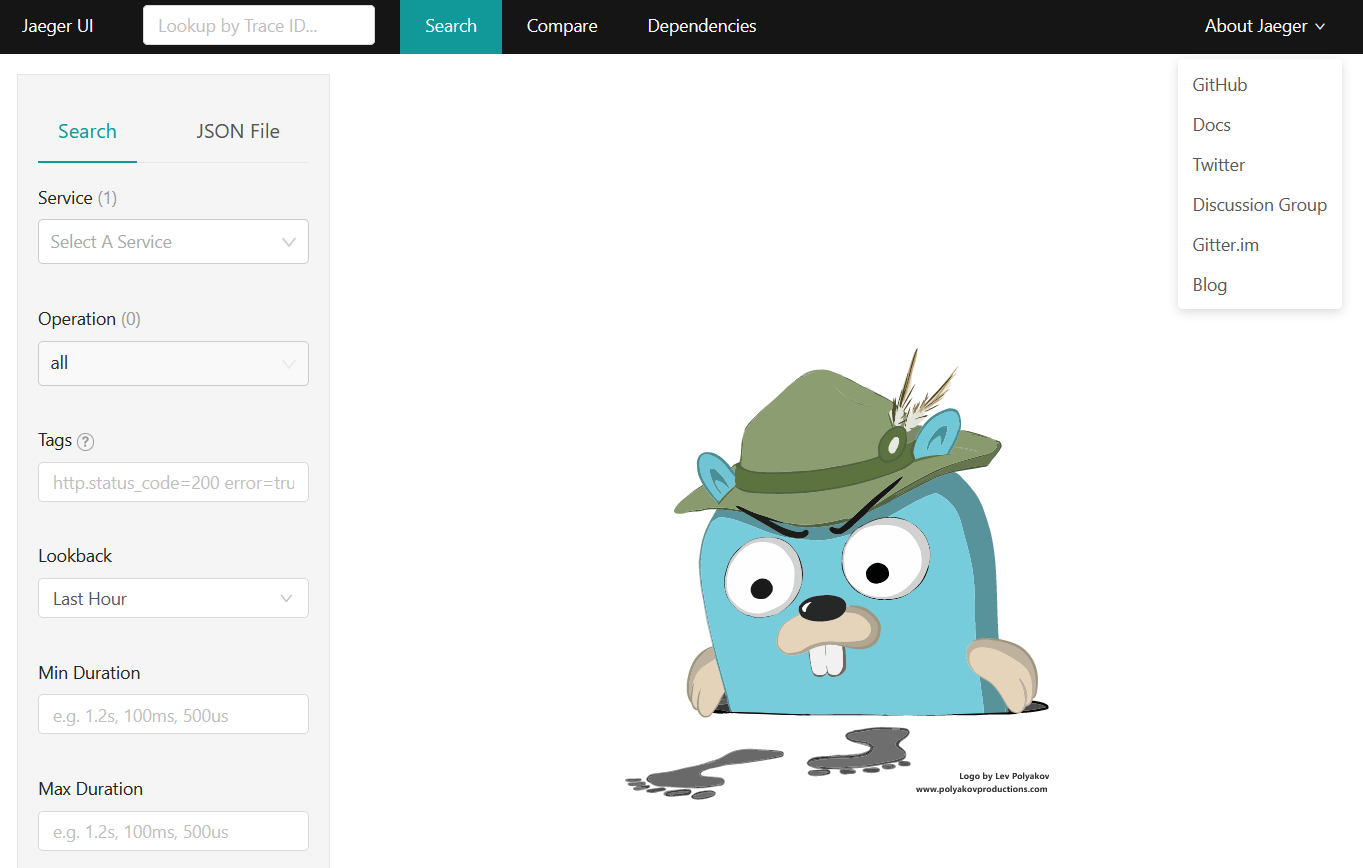 Jaeger UI
Lookup by Trace ID...
Search
Compare
Dependencies
About Jaeger
GitHub
Docs
Twitter
Discussion Group
Gitter.im
Blog
Search
JSON File
Service (1)
Select A Service
Operation (0)
all
Tags ?
http.status_code=200 error=tru
Lookback
Last Hour
Min Duration
e.g. 1.2s, 100ms, 500us
Max Duration
e.g. 1.2s, 100ms, 500us
Logo by Lev Polyakov
www.polyakovproductions.com